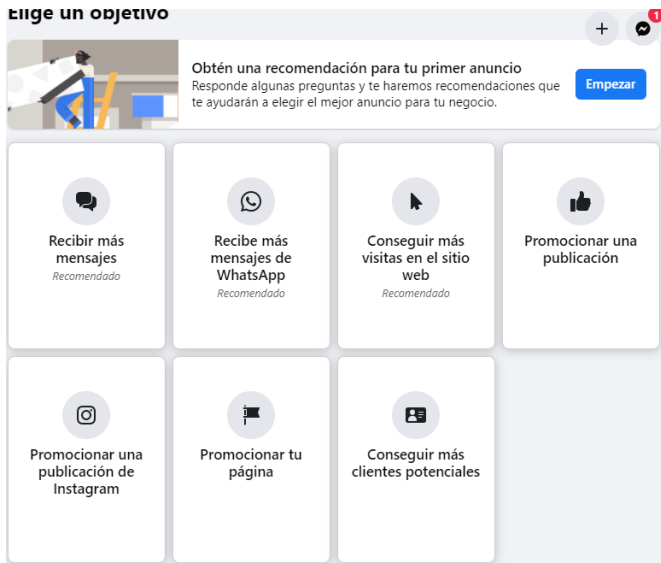 Elige un objetivo
1
Obtén una recomendación para tu primer anuncio
Responde algunas preguntas y te haremos recomendaciones que
te ayudarán a elegir el mejor anuncio para tu negocio.
Empezar
Recibir más
mensajes
Recomendado
Recibe más
mensajes de
WhatsApp
Recomendado
Conseguir más
visitas en el sitio
web
Recomendado
Promocionar una
publicación
Promocionar una
publicación de
Instagram
Promocionar tu
página
Conseguir más
clientes potenciales